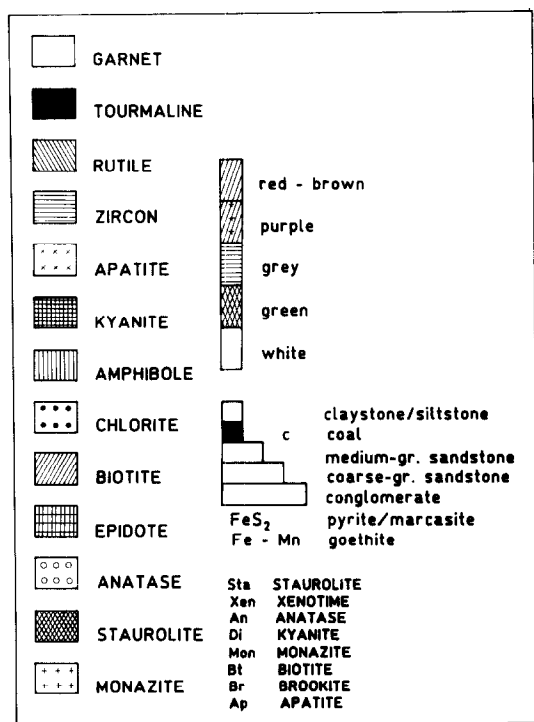 GARNET
TOURMALINE
RUTILE
ZIRCON
APATITE
KYANITE
AMPHIBOLE
CHLORITE
BIOTITE
EPIDOTE
ANATASE
STAUROLITE
MONAZITE
red - brown
purple
grey
green
white
claystone/siltstone
c coal
medium-gr. sandstone
coarse-gr. sandstone
conglomerate
FeS₂ pyrite/marcasite
Fe - Mn goethite
Sta STAUROLITE
Xen XENOTIME
An ANATASE
Di KYANITE
Mon MONAZITE
Bt BIOTITE
Br BROOKITE
Ap APATITE